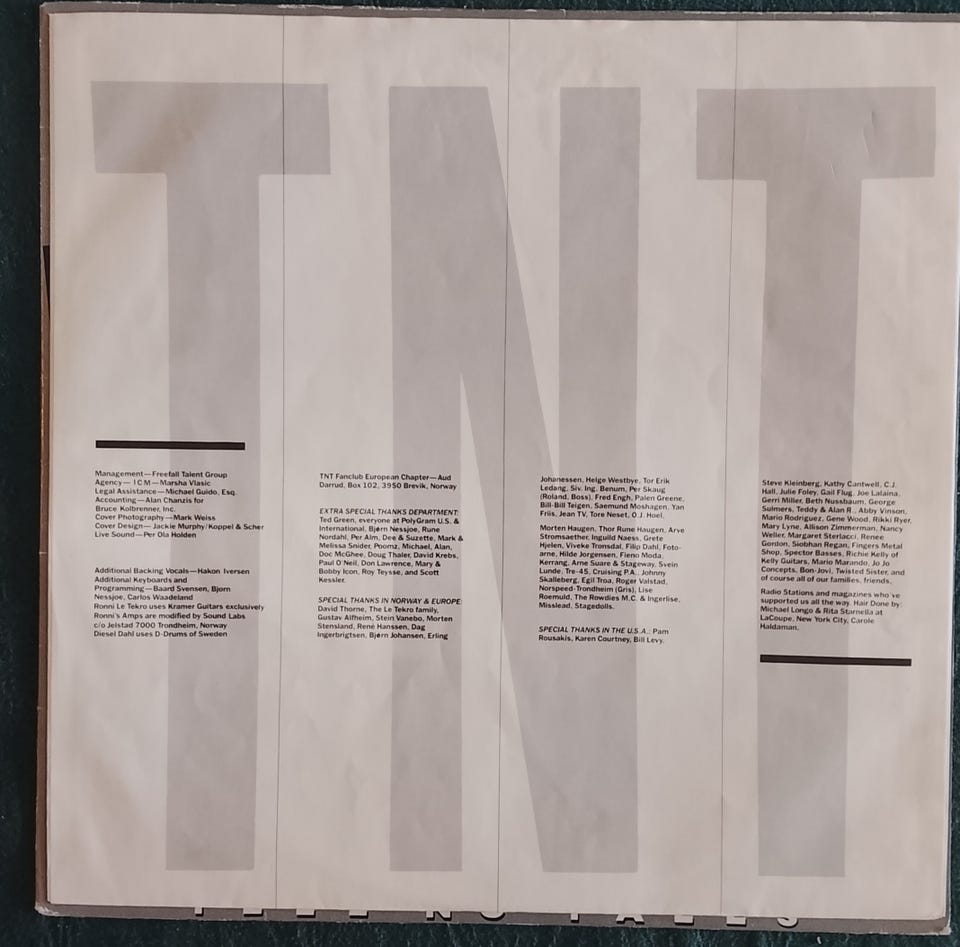 TNT
Management—Freefall Talent Group
Agency— I C M—Marsha Vlasic
Legal Assistance—Michael Guido, Esq.
Accounting—Alan Chanzis for
Bruce Kolbrenner, Inc.
Cover Photography—Mark Weiss
Cover Design— Jackie Murphy/Koppel & Scher
Live Sound—Per Ola Holden
Additional Backing Vocals—Hakon Iversen
Additional Keyboards and
Programming—Baard Svensen, Bjorn
Nessjoe, Carlos Waadeland
Ronni Le Tekro uses Kramer Guitars exclusively
Ronni's Amps are modified by Sound Labs
c/o Jelstad 7000 Trondheim, Norway
Diesel Dahl uses D-Drums of Sweden
TNT Fanclub European Chapter—Aud
Darrud, Box 102, 3950 Brevik, Norway
EXTRA SPECIAL THANKS DEPARTMENT:
Ted Green, everyone at PolyGram U.S. &
International, Bjørn Nessjoe, Rune
Nordahl, Per Alm, Dee & Suzette, Mark &
Melissa Snider, Poomz, Michael, Alan,
Doc McGhee, Doug Thaler, David Krebs,
Paul O'Neil, Don Lawrence, Mary &
Bobby Icon, Roy Teysse, and Scott
Kessler.
SPECIAL THANKS IN NORWAY & EUROPE:
David Thorne, The Le Tekro family,
Gustav Alfheim, Stein Vanebo, Morten
Stensland, René Hanssen, Dag
Ingerbrigtsen, Bjørn Johansen, Erling
Johanessen, Helge Westbye, Tor Erik
Ledang, Siv. Ing. Benum, Per Skaug
(Roland, Boss), Fred Engh, Palen Greene,
Bill-Bill Teigen, Saemund Moshagen, Yan
Friis, Jean TV, Tore Neset, O.J. Hoel,
Morten Haugen, Thor Rune Haugen, Arve
Stromsaether, Inguild Naess, Grete
Hjelen, Viveke Tronsdal, Filip Dahl, Foto-
arne, Hilde Jorgensen, Fieno Moda,
Kerrang, Arne Suare & Stageway, Svein
Lunde, Tre-45, Cruising P.A., Johnny
Skalleberg, Egil Troa, Roger Valstad,
Norspeed-Trondheim (Gris), Lise
Roemuld, The Rowdies M.C. & Ingerlise,
Misslead, Stagedolls.
SPECIAL THANKS IN THE U.S.A.: Pam
Rousakis, Karen Courtney, Bill Levy,
Steve Kleinberg, Kathy Cantwell, C.J.
Hall, Julie Foley, Gail Flug, Joe Lalaina,
Gerri Miller, Beth Nussbaum, George
Sulmers, Teddy & Alan R., Abby Vinson,
Mario Rodriguez, Gene Wood, Rikki Ryer,
Mary Lyne, Allison Zimmerman, Nancy
Weller, Margaret Sterlacci, Renee
Gordon, Siobhan Regan, Fingers Metal
Shop, Spector Basses, Richie Kelly of
Kelly Guitars, Mario Marando, Jo Jo
Concepts, Bon-Jovi, Twisted Sister, and
of course all of our families, friends,
Radio Stations and magazines who've
supported us all the way. Hair Done by:
Michael Longo & Rita Starnella at
LaCoupe, New York City, Carole
Haldaman.
TELL NO TALES